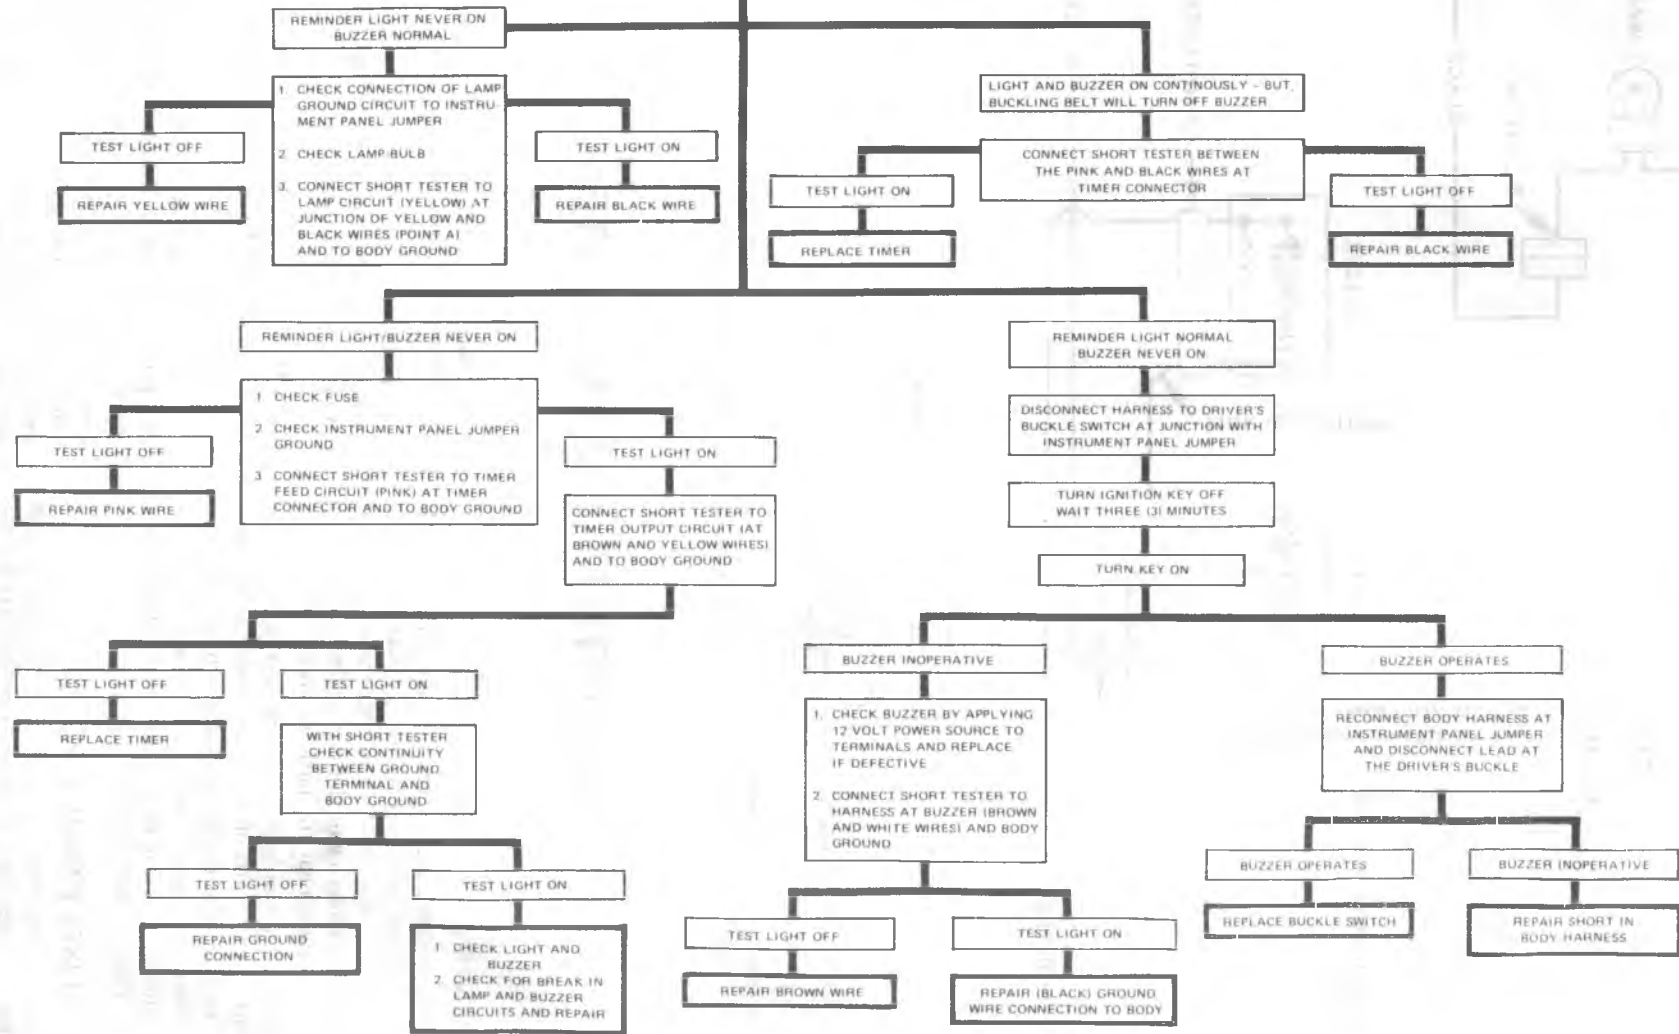 REMINDER LIGHT NEVER ON
BUZZER NORMAL
1. CHECK CONNECTION OF LAMP
GROUND CIRCUIT TO INSTRU-
MENT PANEL JUMPER
2. CHECK LAMP BULB
3. CONNECT SHORT TESTER TO
LAMP CIRCUIT (YELLOW) AT
JUNCTION OF YELLOW AND
BLACK WIRES (POINT A)
AND TO BODY GROUND
TEST LIGHT OFF
REPAIR YELLOW WIRE
TEST LIGHT ON
REPAIR BLACK WIRE
LIGHT AND BUZZER ON CONTINOUSLY - BUT,
BUCKLING BELT WILL TURN OFF BUZZER
CONNECT SHORT TESTER BETWEEN
THE PINK AND BLACK WIRES AT
TIMER CONNECTOR
TEST LIGHT ON
REPLACE TIMER
TEST LIGHT OFF
REPAIR BLACK WIRE
REMINDER LIGHT/BUZZER NEVER ON
1. CHECK FUSE
2. CHECK INSTRUMENT PANEL JUMPER
GROUND
3. CONNECT SHORT TESTER TO TIMER
FEED CIRCUIT (PINK) AT TIMER
CONNECTOR AND TO BODY GROUND
TEST LIGHT OFF
REPAIR PINK WIRE
TEST LIGHT ON
CONNECT SHORT TESTER TO
TIMER OUTPUT CIRCUIT (AT
BROWN AND YELLOW WIRES)
AND TO BODY GROUND
TEST LIGHT OFF
REPLACE TIMER
TEST LIGHT ON
WITH SHORT TESTER
CHECK CONTINUITY
BETWEEN GROUND
TERMINAL AND
BODY GROUND
TEST LIGHT OFF
REPAIR GROUND
CONNECTION
TEST LIGHT ON
1. CHECK LIGHT AND
BUZZER
2. CHECK FOR BREAK IN
LAMP AND BUZZER
CIRCUITS AND REPAIR
REMINDER LIGHT NORMAL
BUZZER NEVER ON
DISCONNECT HARNESS TO DRIVER'S
BUCKLE SWITCH AT JUNCTION WITH
INSTRUMENT PANEL JUMPER
TURN IGNITION KEY OFF
WAIT THREE (3) MINUTES
TURN KEY ON
BUZZER INOPERATIVE
1. CHECK BUZZER BY APPLYING
12 VOLT POWER SOURCE TO
TERMINALS AND REPLACE
IF DEFECTIVE
2. CONNECT SHORT TESTER TO
HARNESS AT BUZZER (BROWN
AND WHITE WIRES) AND BODY
GROUND
TEST LIGHT OFF
REPAIR BROWN WIRE
TEST LIGHT ON
REPAIR (BLACK) GROUND
WIRE CONNECTION TO BODY
BUZZER OPERATES
RECONNECT BODY HARNESS AT
INSTRUMENT PANEL JUMPER
AND DISCONNECT LEAD AT
THE DRIVER'S BUCKLE
BUZZER OPERATES
REPLACE BUCKLE SWITCH
BUZZER INOPERATIVE
REPAIR SHORT IN
BODY HARNESS